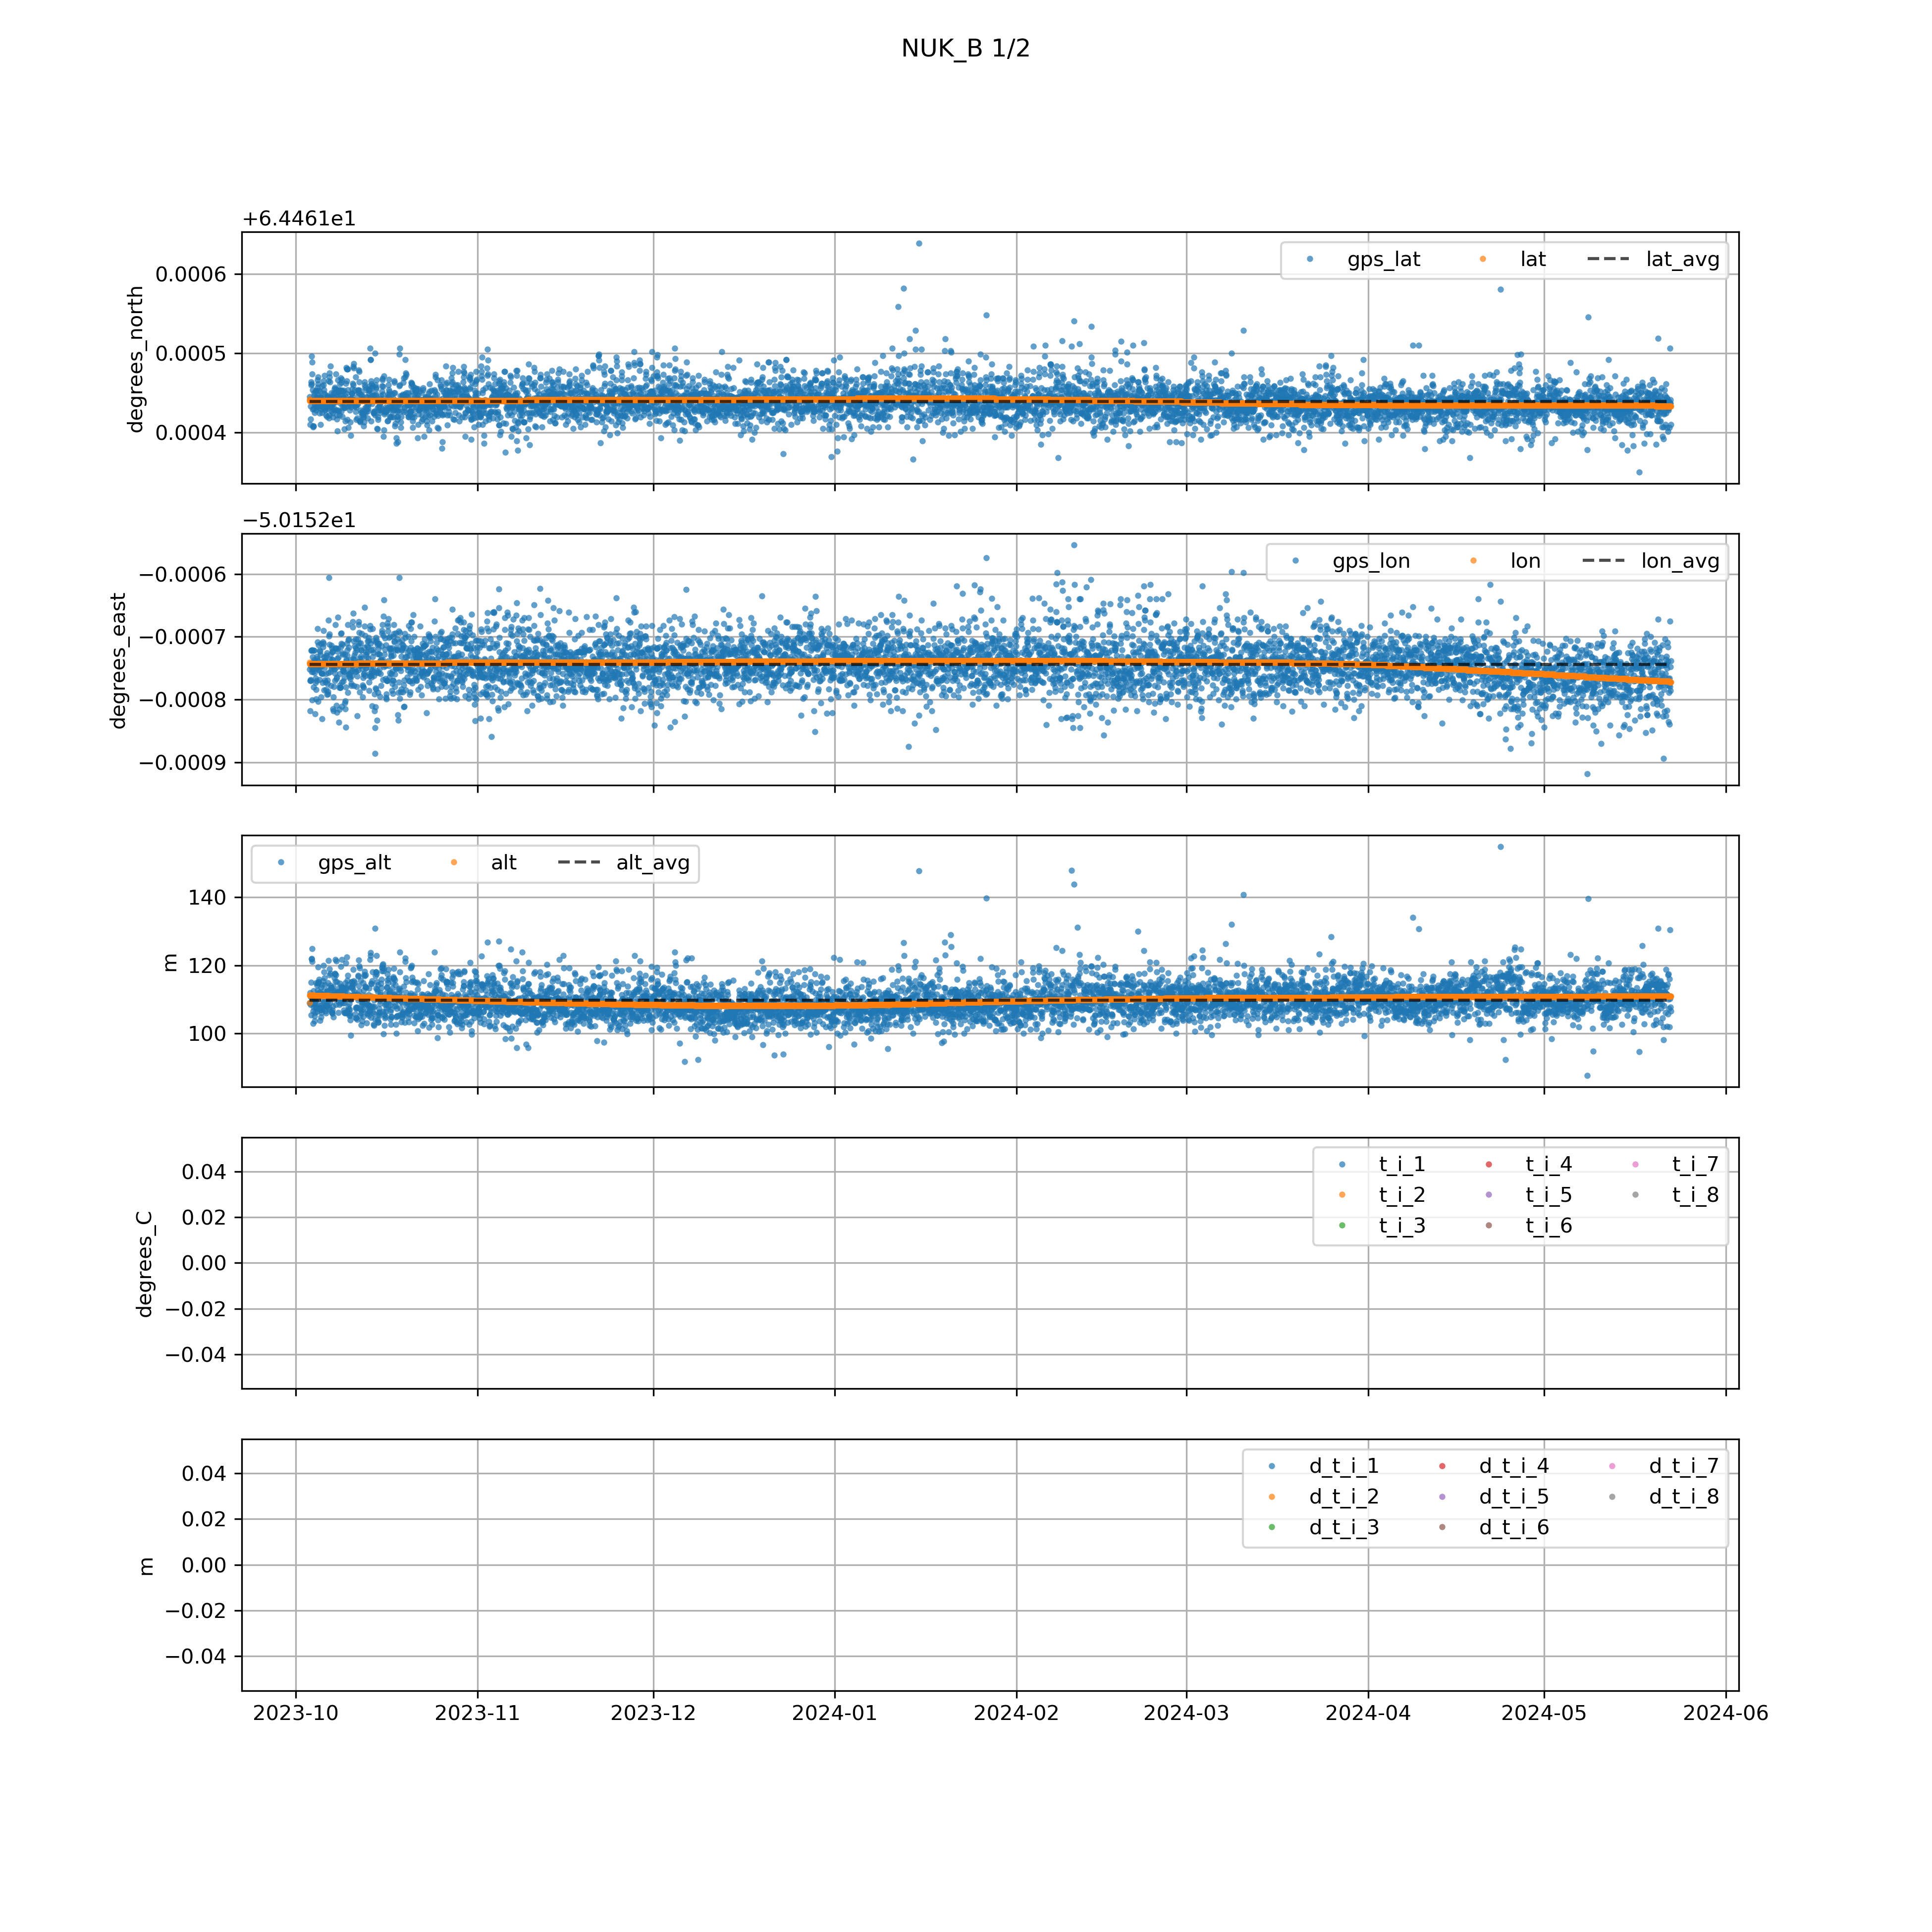 NUK_B 1/2
+6.4461e1
degrees_north
0.0006
0.0005
0.0004
gps_lat lat lat_avg
−5.0152e1
degrees_east
−0.0006
−0.0007
−0.0008
−0.0009
gps_lon lon lon_avg
m
140
120
100
gps_alt alt alt_avg
degrees_C
0.04
0.02
0.00
−0.02
−0.04
t_i_1 t_i_4 t_i_7
t_i_2 t_i_5 t_i_8
t_i_3 t_i_6
m
0.04
0.02
0.00
−0.02
−0.04
d_t_i_1 d_t_i_4 d_t_i_7
d_t_i_2 d_t_i_5 d_t_i_8
d_t_i_3 d_t_i_6
2023-10 2023-11 2023-12 2024-01 2024-02 2024-03 2024-04 2024-05 2024-06